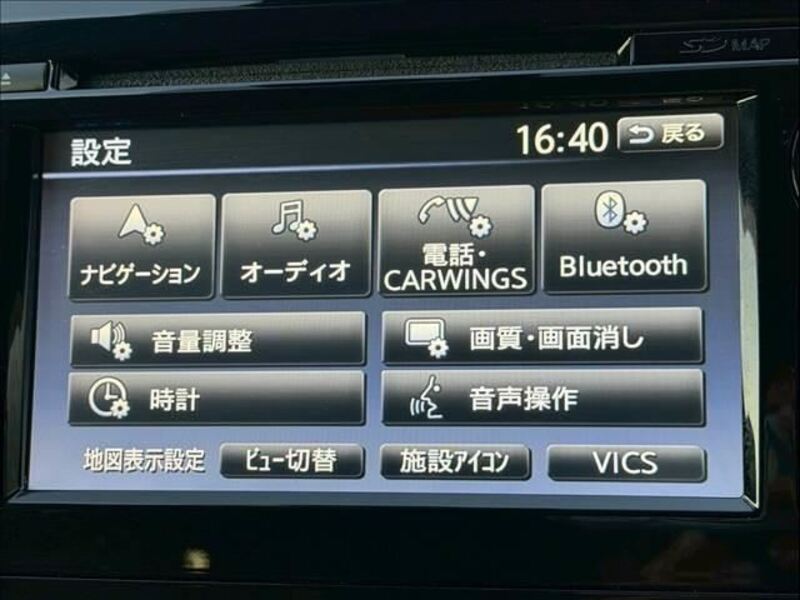 SD MAP
設定
16:40
戻る
ナビゲーション
オーディオ
電話・
CARWINGS
Bluetooth
音量調整
画質・画面消し
時計
音声操作
地図表示設定
ビュー切替
施設アイコン
VICS